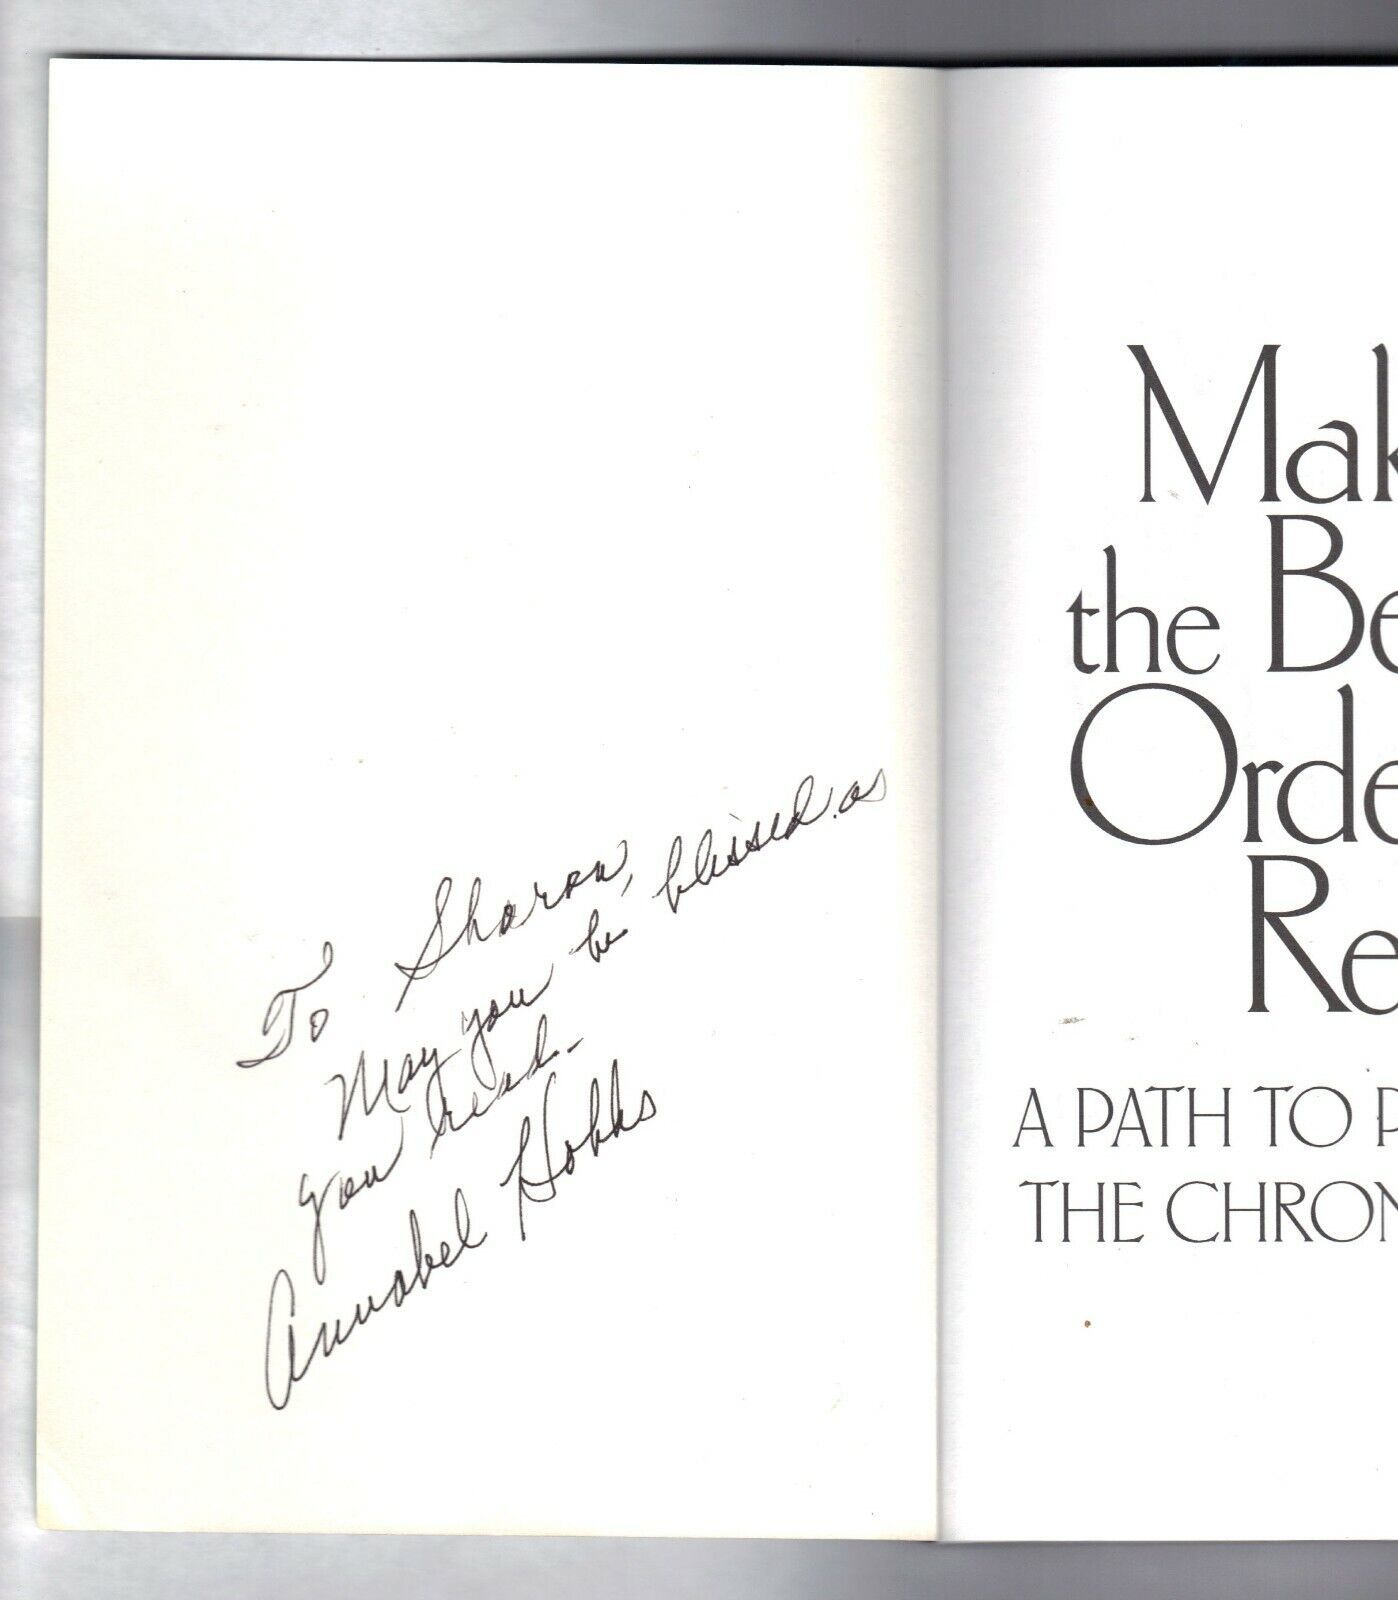 To Sharon,
May you be blessed as
you read-
Annabel Hobbs
Mak
the Be
Orde
Re
A PATH TO P
THE CHRON